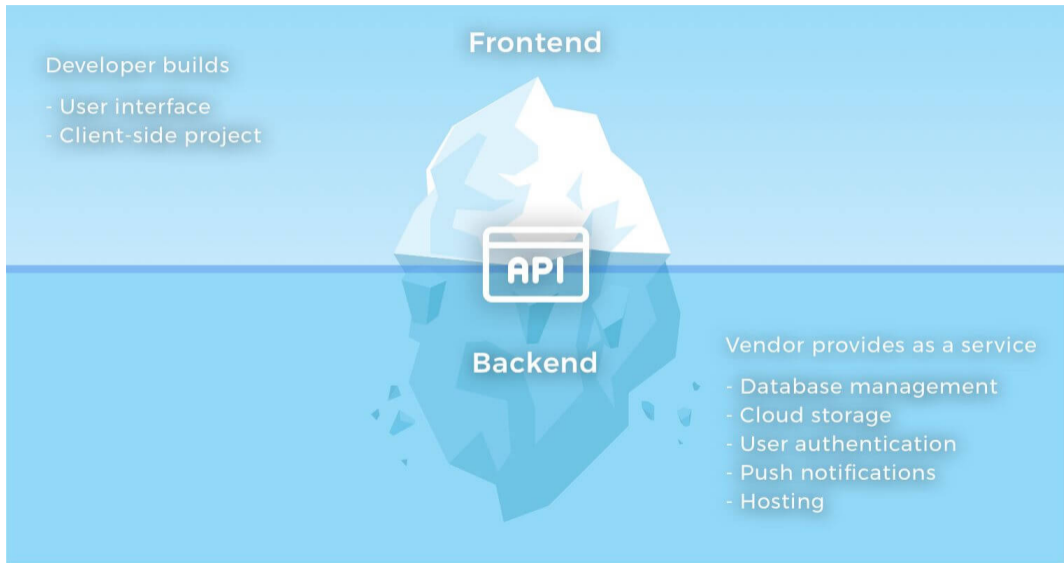 Frontend
Developer builds
- User interface
- Client-side project
API
Backend
Vendor provides as a service
- Database management
- Cloud storage
- User authentication
- Push notifications
- Hosting